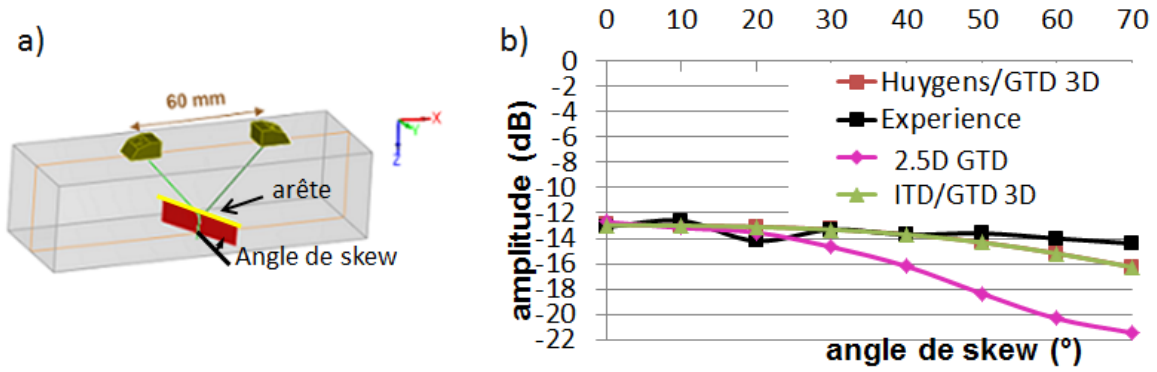 a)
60 mm
X
Y
Z
arête
Angle de skew
b)
0 10 20 30 40 50 60 70
0
-2
-4
-6
-8
-10
-12
-14
-16
-18
-20
-22
amplitude (dB)
Huygens/GTD 3D
Experience
2.5D GTD
ITD/GTD 3D
angle de skew (°)